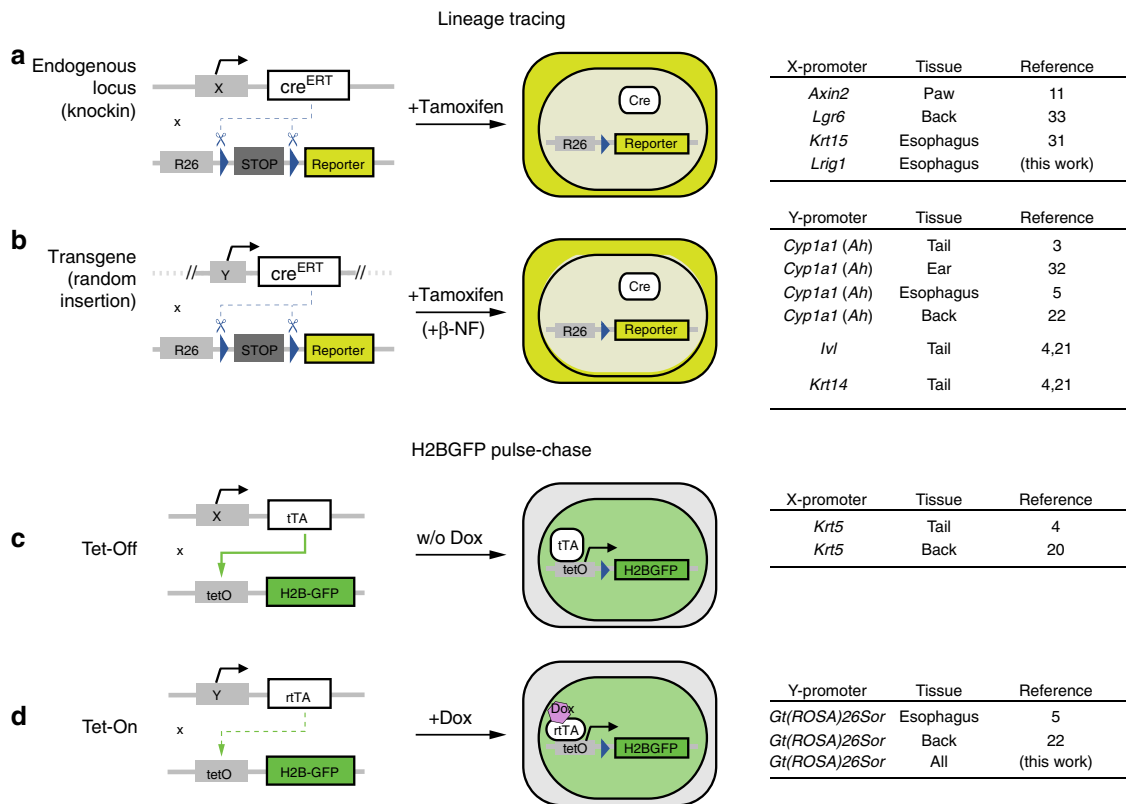 Lineage tracing
a
Endogenous
locus
(knockin)
X
cre^ERT
x
R26
STOP
Reporter
+Tamoxifen
Cre
R26
Reporter
X-promoter Tissue Reference
Axin2 Paw 11
Lgr6 Back 33
Krt15 Esophagus 31
Lrig1 Esophagus (this work)
b
Transgene
(random
insertion)
//
Y
cre^ERT
//
x
R26
STOP
Reporter
+Tamoxifen
(+β-NF)
Cre
R26
Reporter
Y-promoter Tissue Reference
Cyp1a1 (Ah) Tail 3
Cyp1a1 (Ah) Ear 32
Cyp1a1 (Ah) Esophagus 5
Cyp1a1 (Ah) Back 22
Ivl Tail 4,21
Krt14 Tail 4,21
H2BGFP pulse-chase
c
Tet-Off
X
tTA
x
tetO
H2B-GFP
w/o Dox
tTA
tetO
H2BGFP
X-promoter Tissue Reference
Krt5 Tail 4
Krt5 Back 20
d
Tet-On
Y
rtTA
x
tetO
H2B-GFP
+Dox
Dox
rtTA
tetO
H2BGFP
Y-promoter Tissue Reference
Gt(ROSA)26Sor Esophagus 5
Gt(ROSA)26Sor Back 22
Gt(ROSA)26Sor All (this work)